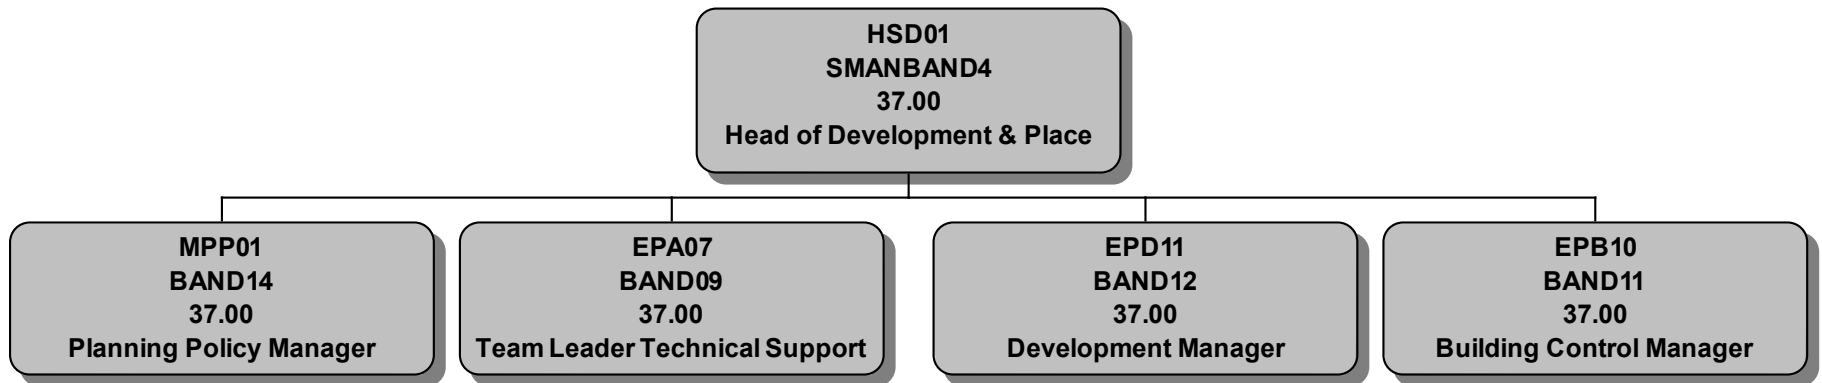 HSD01
SMANBAND4
37.00
Head of Development & Place
MPP01
BAND14
37.00
Planning Policy Manager
EPA07
BAND09
37.00
Team Leader Technical Support
EPD11
BAND12
37.00
Development Manager
EPB10
BAND11
37.00
Building Control Manager